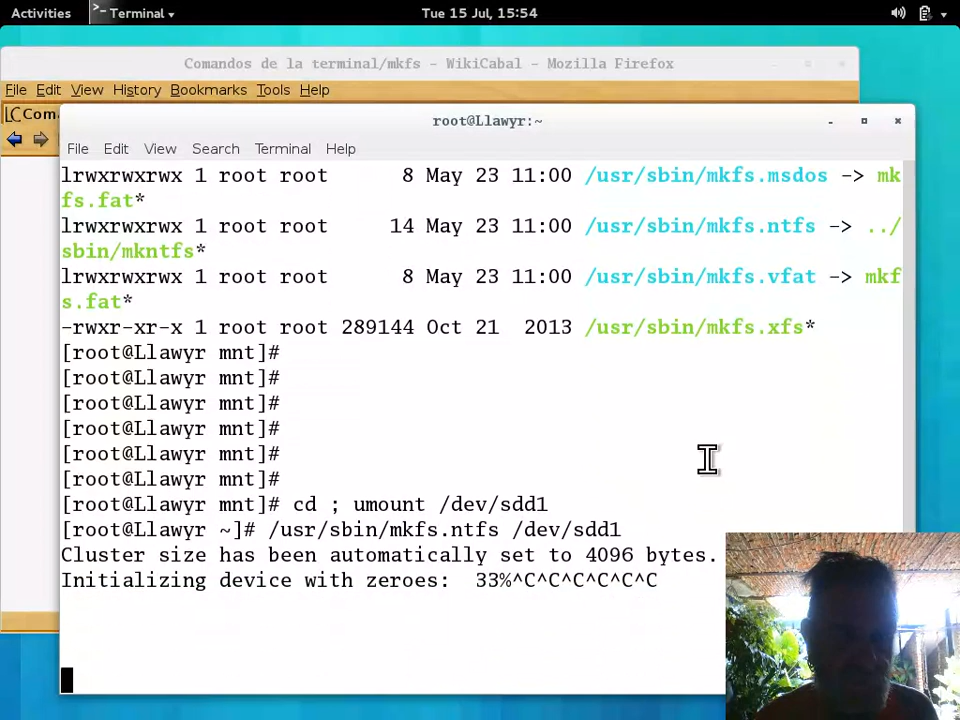 Activities >_ Terminal ▾ Tue 15 Jul, 15:54
Comandos de la terminal/mkfs - WikiCabal - Mozilla Firefox
File Edit View History Bookmarks Tools Help
LC Com
root@Llawyr:~
File Edit View Search Terminal Help
lrwxrwxrwx 1 root root 8 May 23 11:00 /usr/sbin/mkfs.msdos -> mk
fs.fat*
lrwxrwxrwx 1 root root 14 May 23 11:00 /usr/sbin/mkfs.ntfs -> ../
sbin/mkntfs*
lrwxrwxrwx 1 root root 8 May 23 11:00 /usr/sbin/mkfs.vfat -> mkf
s.fat*
-rwxr-xr-x 1 root root 289144 Oct 21 2013 /usr/sbin/mkfs.xfs*
[root@Llawyr mnt]#
[root@Llawyr mnt]#
[root@Llawyr mnt]#
[root@Llawyr mnt]#
[root@Llawyr mnt]#
[root@Llawyr mnt]#
[root@Llawyr mnt]# cd ; umount /dev/sdd1
[root@Llawyr ~]# /usr/sbin/mkfs.ntfs /dev/sdd1
Cluster size has been automatically set to 4096 bytes.
Initializing device with zeroes: 33%^C^C^C^C^C^C